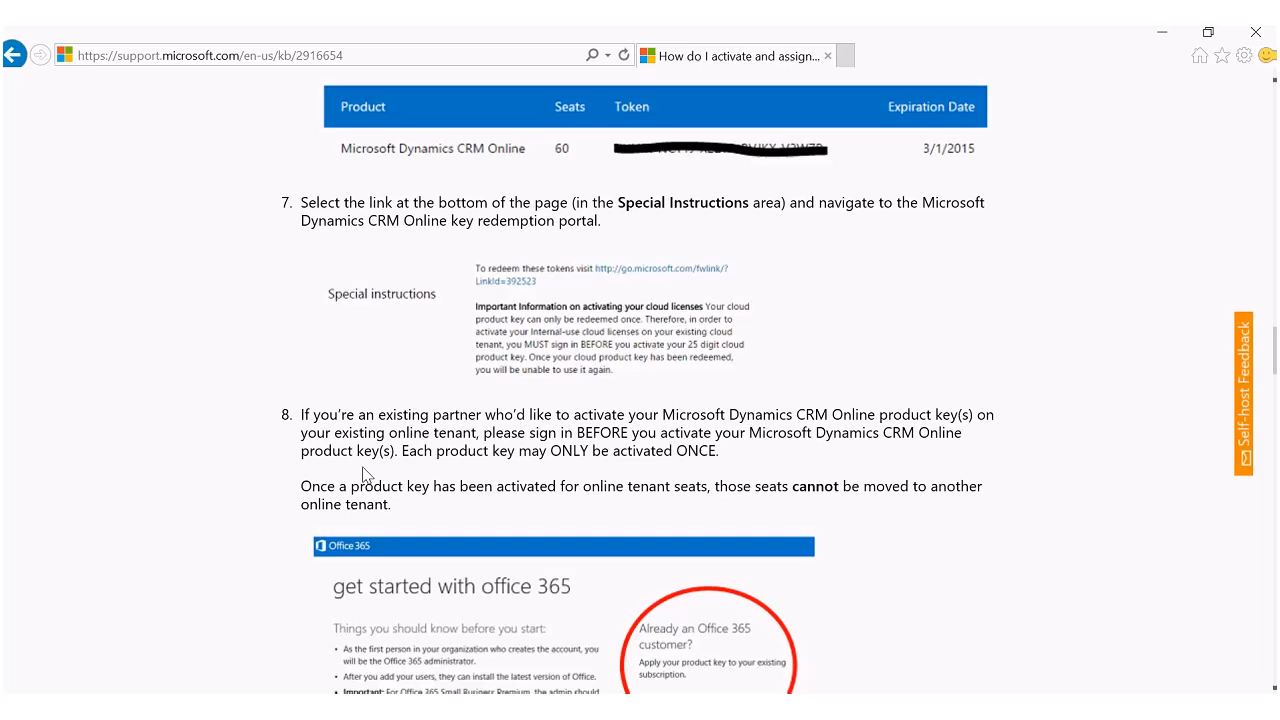 https://support.microsoft.com/en-us/kb/2916654
How do I activate and assign...
Product Seats Token Expiration Date
Microsoft Dynamics CRM Online 60 3/1/2015
7. Select the link at the bottom of the page (in the Special Instructions area) and navigate to the Microsoft
Dynamics CRM Online key redemption portal.
To redeem these tokens visit http://go.microsoft.com/fwlink/?
LinkId=392523
Special instructions
Important Information on activating your cloud licenses Your cloud
product key can only be redeemed once. Therefore, in order to
activate your Internal-use cloud licenses on your existing cloud
tenant, you MUST sign in BEFORE you activate your 25 digit cloud
product key. Once your cloud product key has been redeemed,
you will be unable to use it again.
8. If you're an existing partner who'd like to activate your Microsoft Dynamics CRM Online product key(s) on
your existing online tenant, please sign in BEFORE you activate your Microsoft Dynamics CRM Online
product key(s). Each product key may ONLY be activated ONCE.
Once a product key has been activated for online tenant seats, those seats cannot be moved to another
online tenant.
Office 365
get started with office 365
Things you should know before you start:
• As the first person in your organization who creates the account, you
will be the Office 365 administrator.
• After you add your users, they can install the latest version of Office.
• Important: For Office 365 Small Business Premium, the admin should
Already an Office 365
customer?
Apply your product key to your existing
subscription.
Self-host Feedback